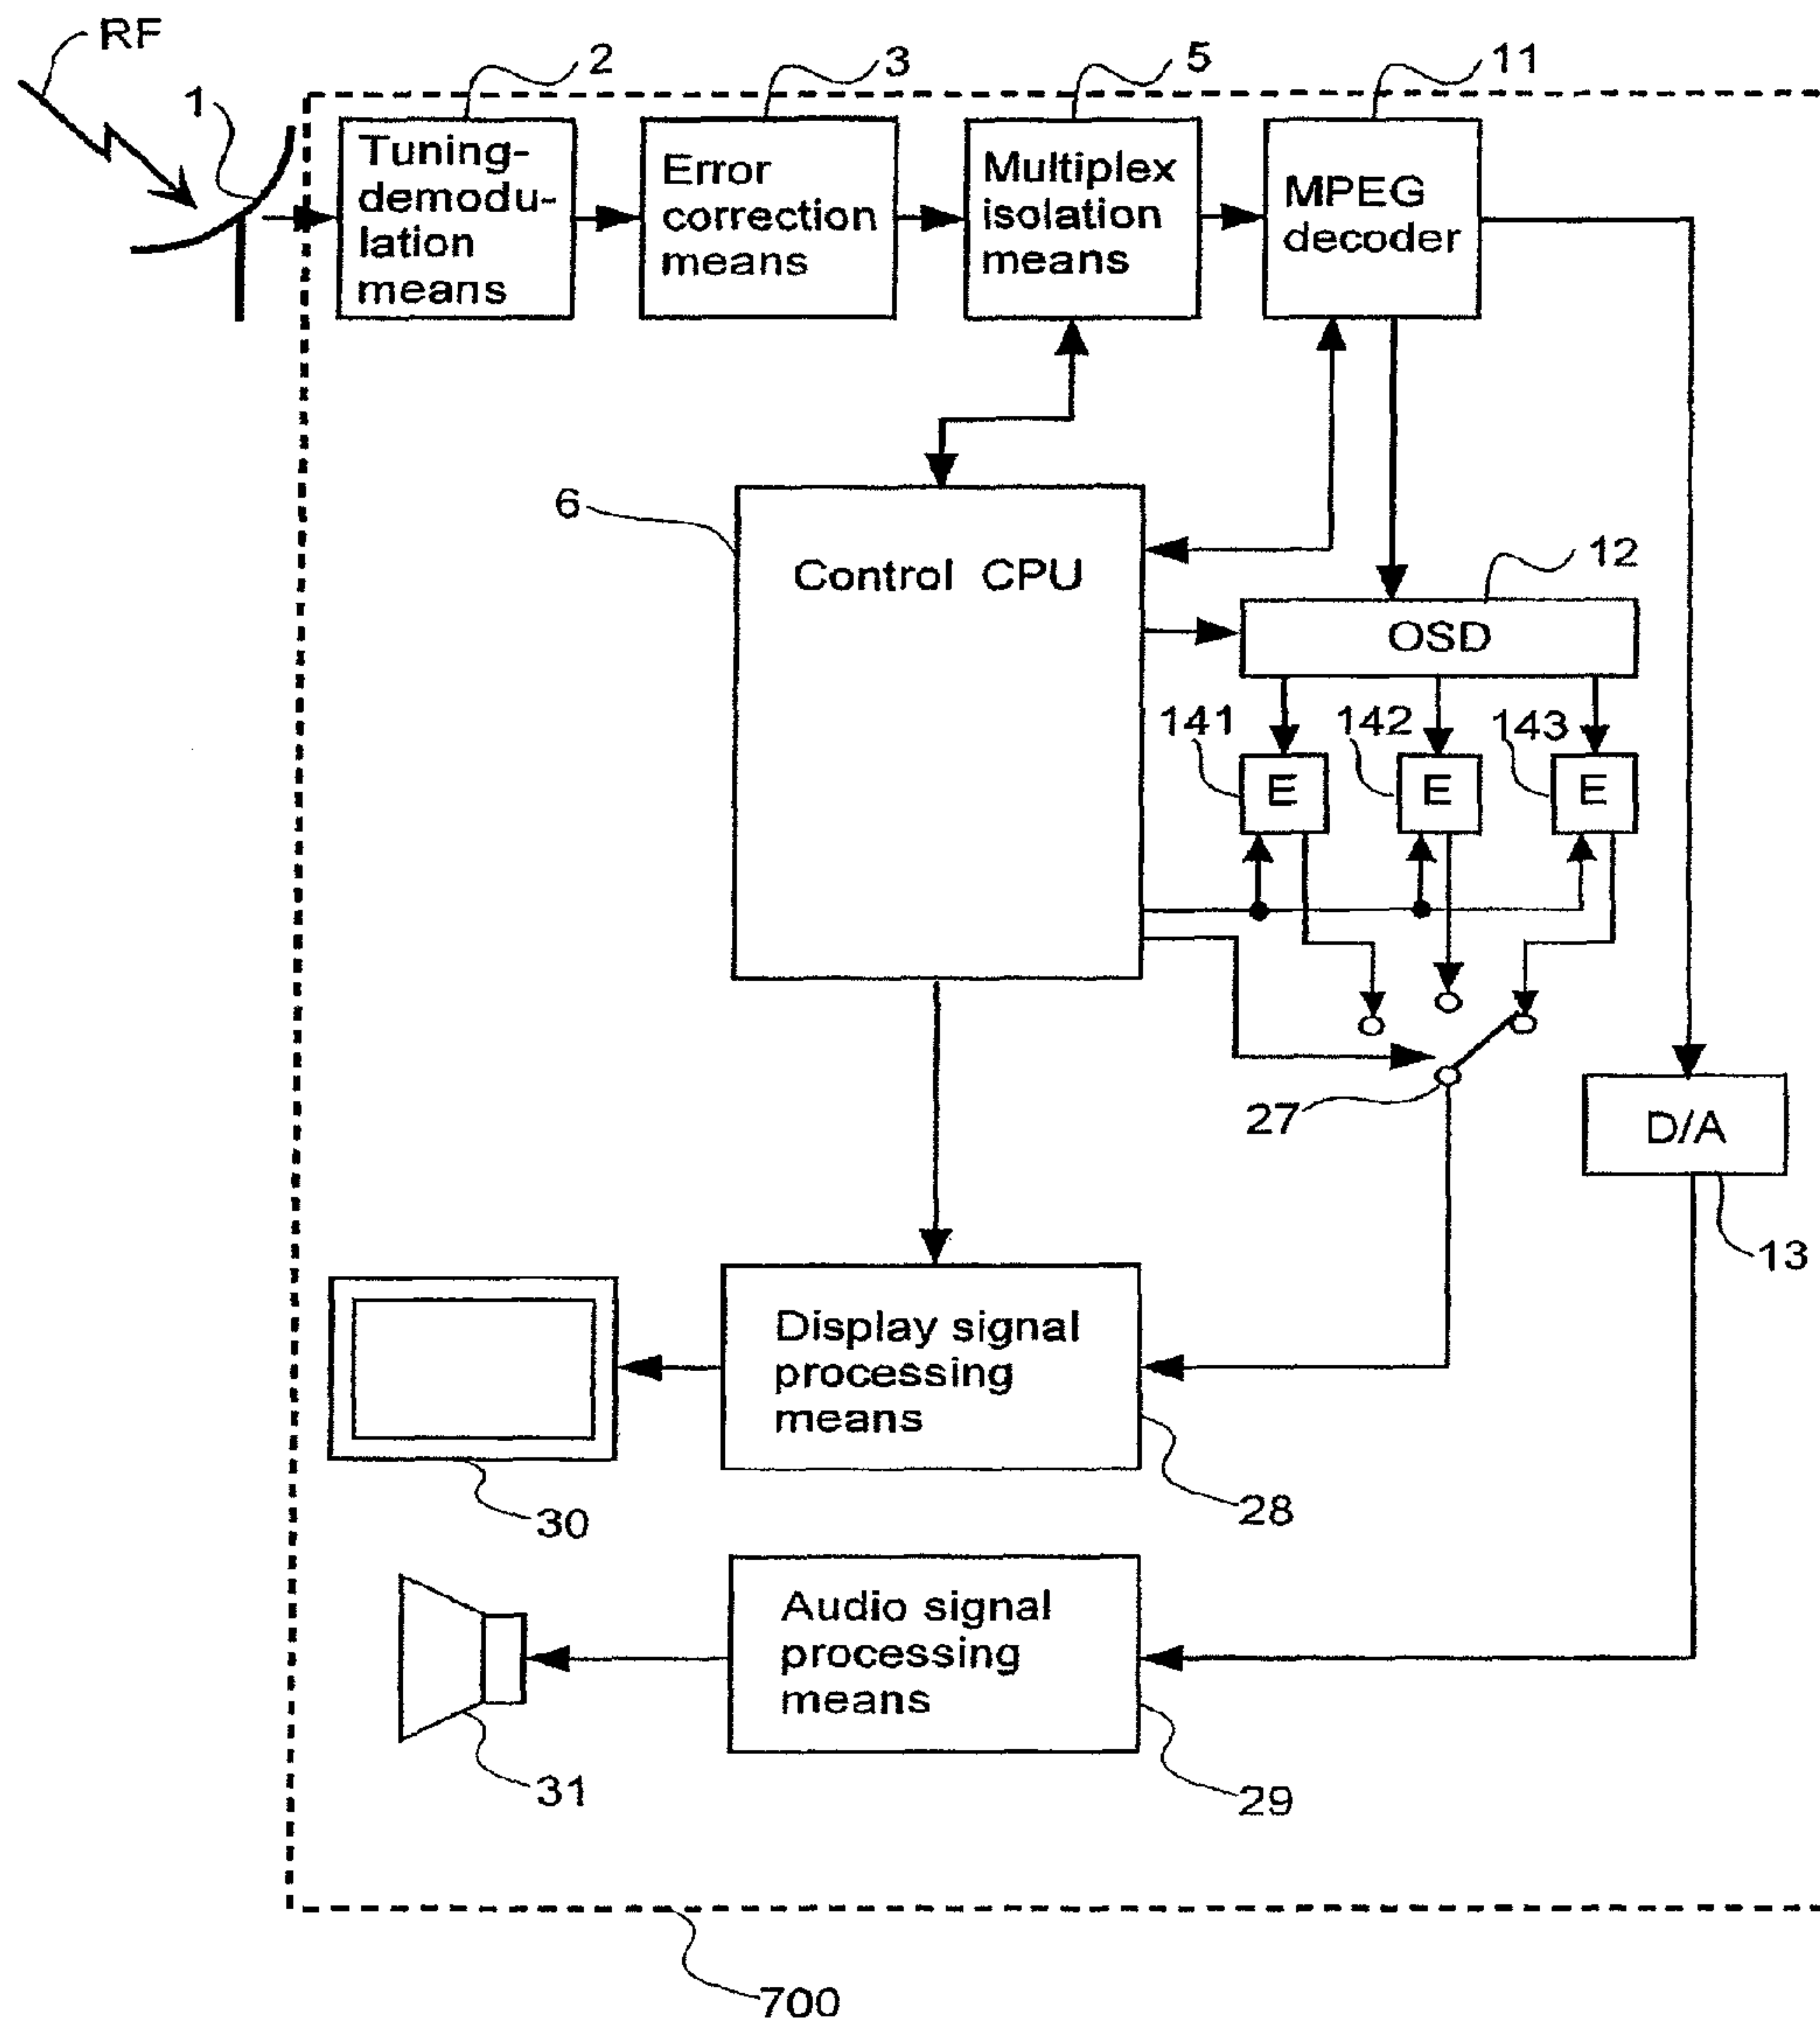 RF
1
2
3
5
11
Tuning-
demodu-
lation
means
Error
correction
means
Multiplex
isolation
means
MPEG
decoder
6
Control CPU
12
OSD
141
142
143
E
E
E
27
D/A
13
Display signal
processing
means
30
28
Audio signal
processing
means
31
29
700